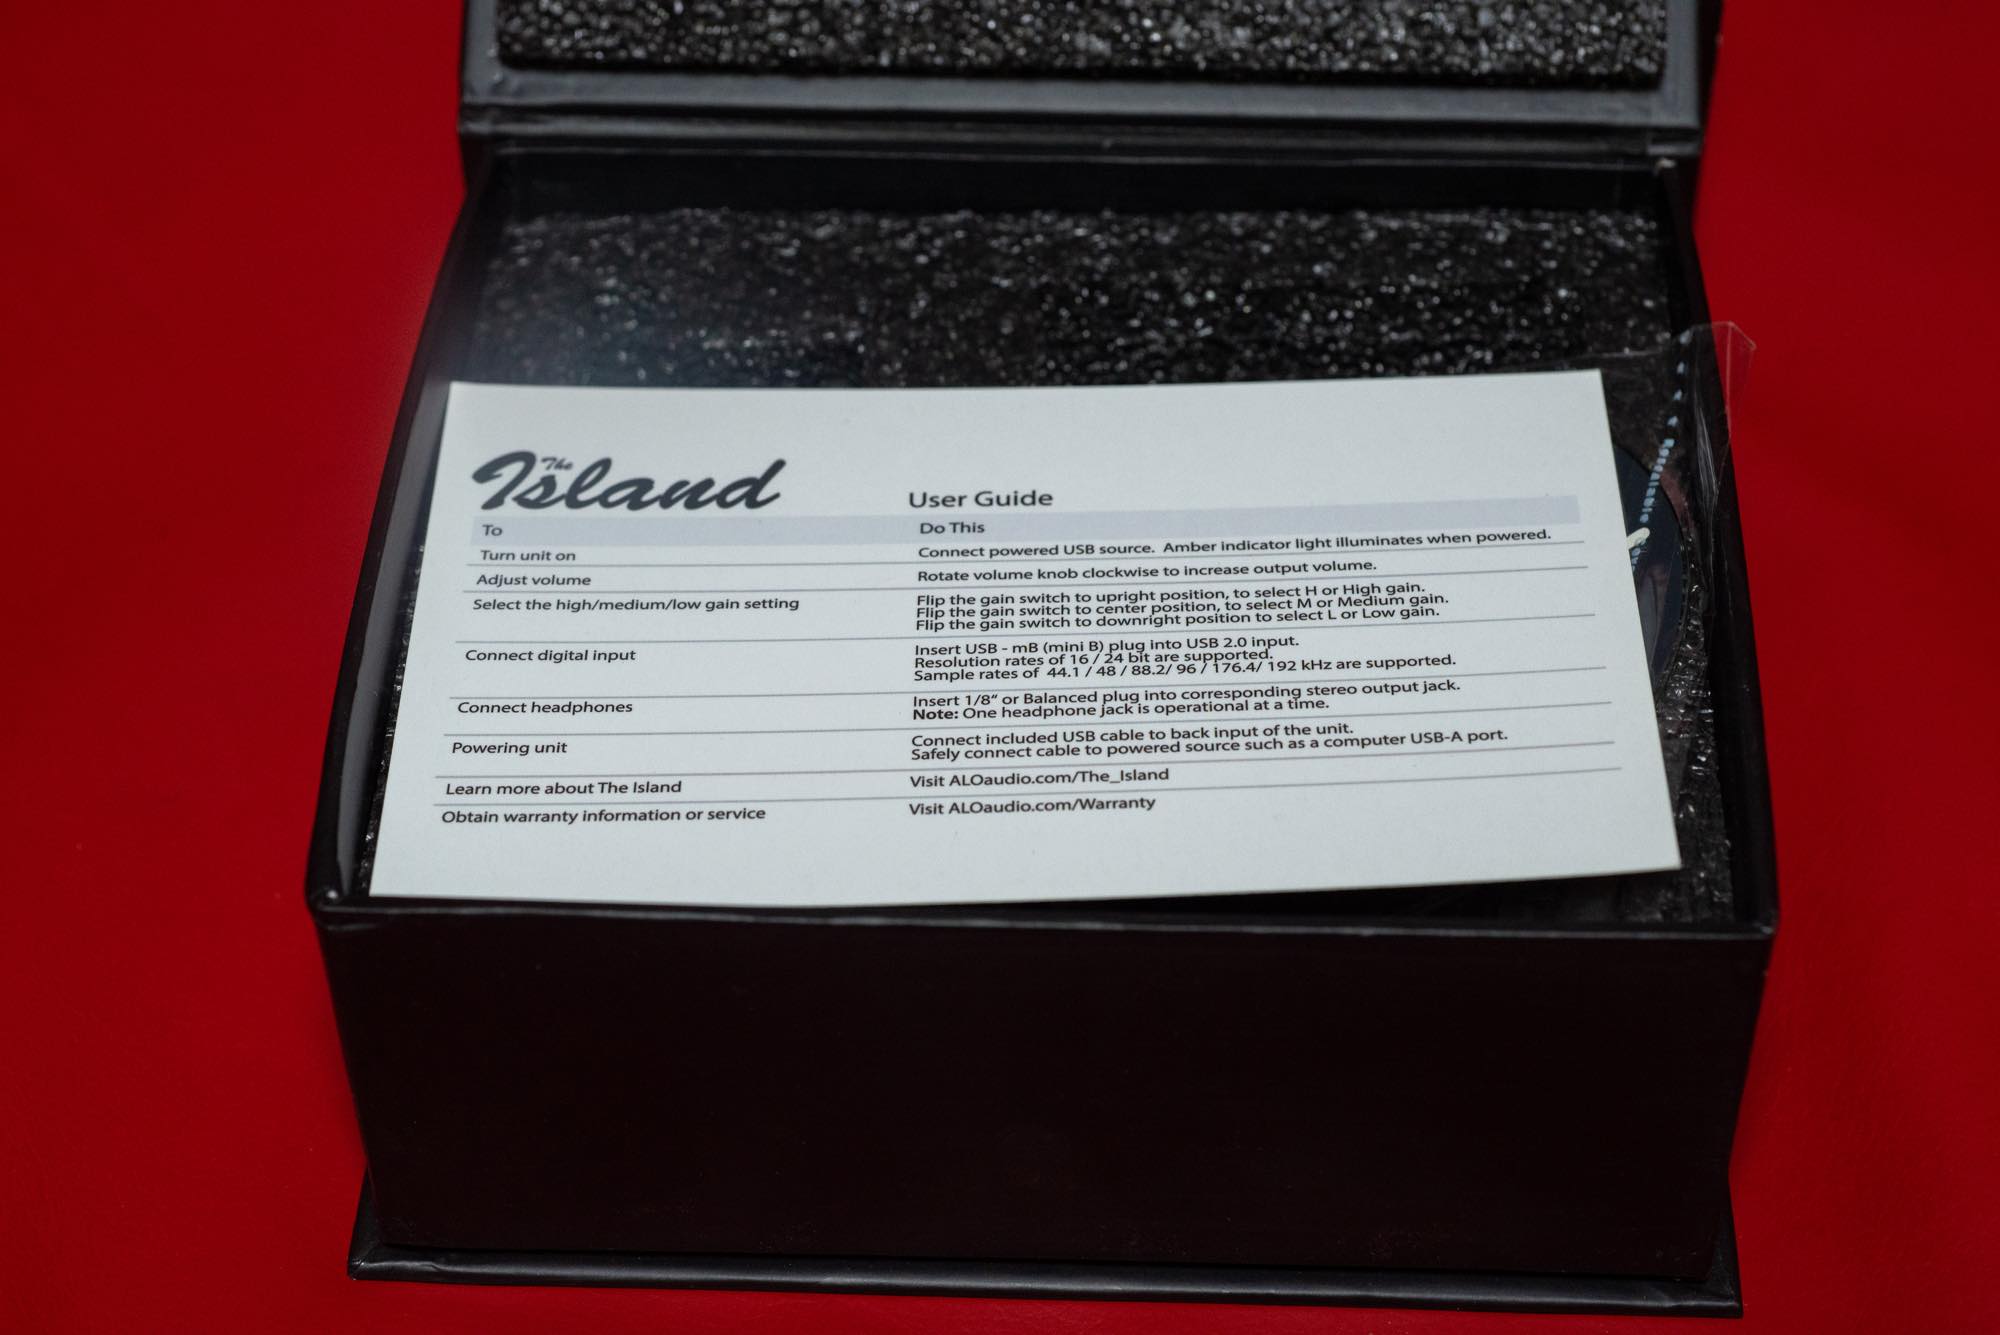 The Island
User Guide
To
Do This
Turn unit on
Connect powered USB source. Amber indicator light illuminates when powered.
Adjust volume
Rotate volume knob clockwise to increase output volume.
Select the high/medium/low gain setting
Flip the gain switch to upright position, to select H or High gain.
Flip the gain switch to center position, to select M or Medium gain.
Flip the gain switch to downright position to select L or Low gain.
Connect digital input
Insert USB - mB (mini B) plug into USB 2.0 input.
Resolution rates of 16 / 24 bit are supported.
Sample rates of 44.1 / 48 / 88.2/ 96 / 176.4/ 192 kHz are supported.
Connect headphones
Insert 1/8" or Balanced plug into corresponding stereo output jack.
Note: One headphone jack is operational at a time.
Powering unit
Connect included USB cable to back input of the unit.
Safely connect cable to powered source such as a computer USB-A port.
Learn more about The Island
Visit ALOaudio.com/The_Island
Obtain warranty information or service
Visit ALOaudio.com/Warranty